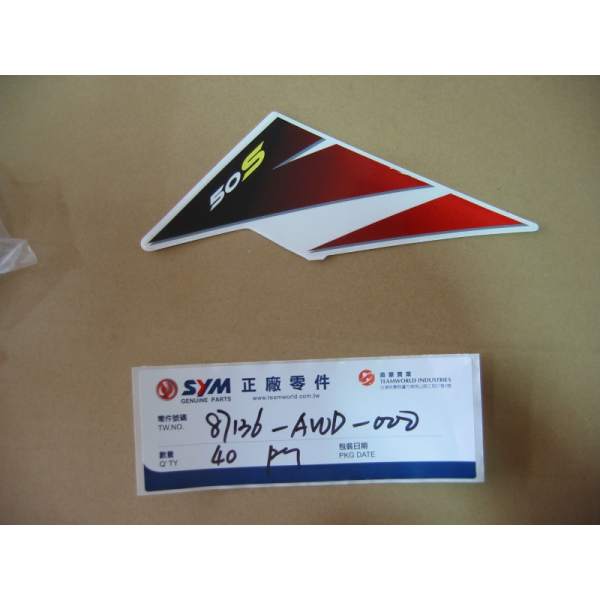 50S
SYM 正廠零件
GENUINE PARTS www.teamworld.com.tw
TEAMWORLD INDUSTRIES
零件號碼
TW.NO. 87136-AWD-000
數量 40
Q'TY
包裝日期
PKG DATE